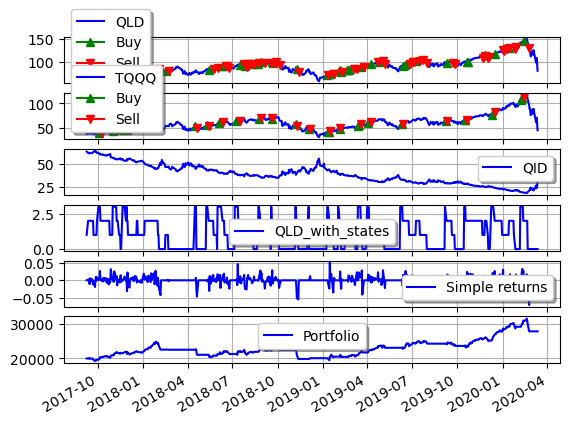 QLD
Buy
Sell
150
100
TQQQ
Buy
Sell
100
50
QID
50
25
QLD_with_states
2.5
0.0
Simple returns
0.05
0.00
−0.05
Portfolio
30000
20000
2017-10
2018-01
2018-04
2018-07
2018-10
2019-01
2019-04
2019-07
2019-10
2020-01
2020-04